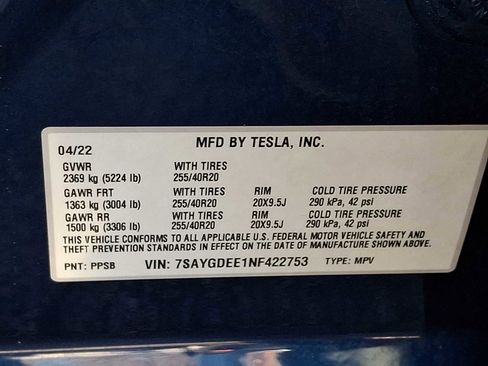 04/22 MFD BY TESLA, INC.
GVWR WITH TIRES
2369 kg (5224 lb) 255/40R20
GAWR FRT WITH TIRES RIM COLD TIRE PRESSURE
1363 kg (3004 lb) 255/40R20 20X9.5J 290 kPa, 42 psi
GAWR RR WITH TIRES RIM COLD TIRE PRESSURE
1500 kg (3306 lb) 255/40R20 20X9.5J 290 kPa, 42 psi
THIS VEHICLE CONFORMS TO ALL APPLICABLE U.S. FEDERAL MOTOR VEHICLE SAFETY AND
THEFT PREVENTION STANDARDS IN EFFECT ON THE DATE OF MANUFACTURE SHOWN ABOVE.
PNT: PPSB VIN: 7SAYGDEE1NF422753 TYPE: MPV